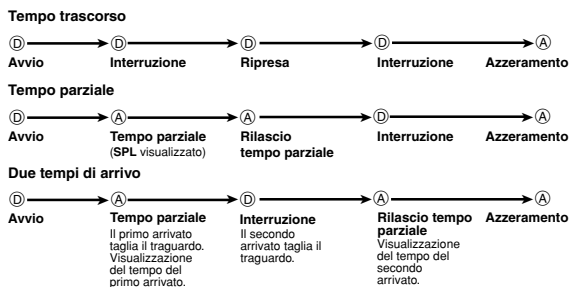 Tempo trascorso
Ⓓ Ⓓ Ⓓ Ⓓ Ⓐ
Avvio Interruzione Ripresa Interruzione Azzeramento
Tempo parziale
Ⓓ Ⓐ Ⓐ Ⓓ Ⓐ
Avvio Tempo parziale Rilascio Interruzione Azzeramento
(SPL visualizzato) tempo parziale
Due tempi di arrivo
Ⓓ Ⓐ Ⓓ Ⓐ Ⓐ
Avvio
Tempo parziale
Il primo arrivato
taglia il traguardo.
Visualizzazione
del tempo del
primo arrivato.
Interruzione
Il secondo
arrivato taglia il
traguardo.
Rilascio tempo
parziale
Visualizzazione
del tempo del
secondo
arrivato.
Azzeramento